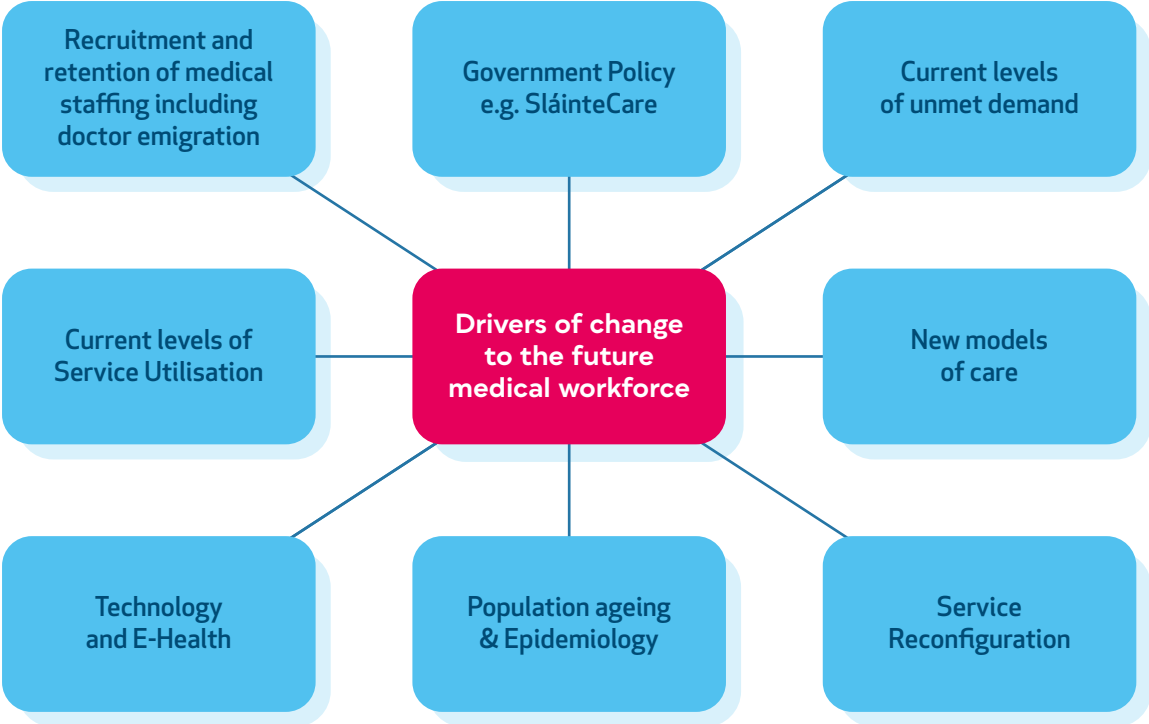 Recruitment and
retention of medical
staffing including
doctor emigration
Government Policy
e.g. SláinteCare
Current levels
of unmet demand
Current levels of
Service Utilisation
Drivers of change
to the future
medical workforce
New models
of care
Technology
and E-Health
Population ageing
& Epidemiology
Service
Reconfiguration